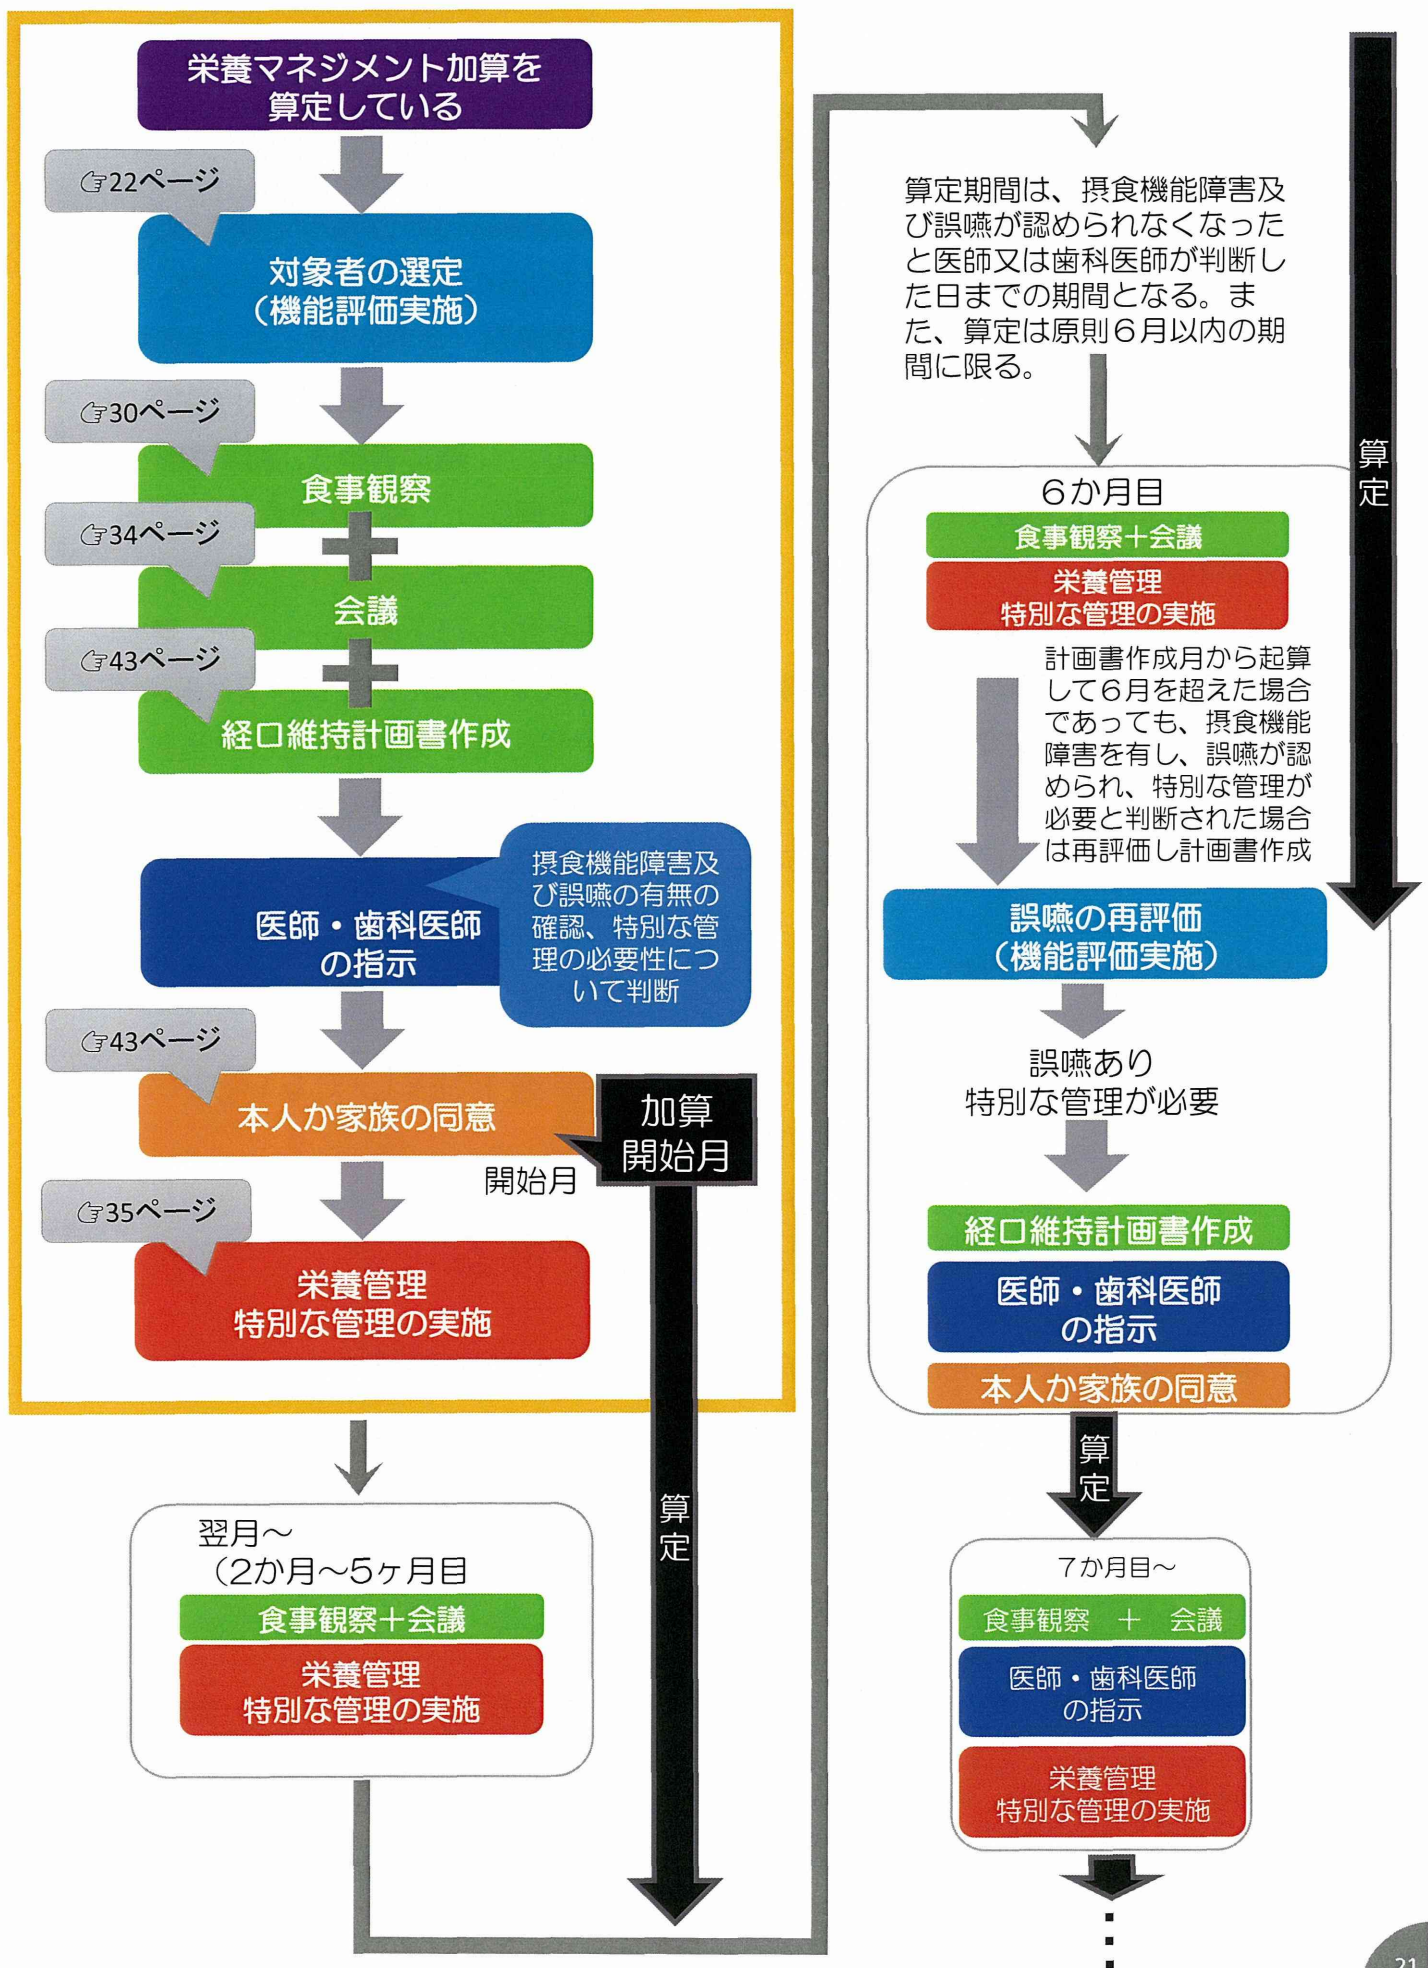 栄養マネジメント加算を
算定している
☞22ページ
対象者の選定
(機能評価実施)
☞30ページ
食事観察
☞34ページ
会議
☞43ページ
経口維持計画書作成
医師・歯科医師
の指示
摂食機能障害及
び誤嚥の有無の
確認、特別な管
理の必要性につ
いて判断
☞43ページ
本人か家族の同意
加算
開始月
開始月
☞35ページ
栄養管理
特別な管理の実施
算定
翌月～
(2か月～5ヶ月目
食事観察＋会議
栄養管理
特別な管理の実施
算定期間は、摂食機能障害及
び誤嚥が認められなくなった
と医師又は歯科医師が判断し
た日までの期間となる。ま
た、算定は原則６月以内の期
間に限る。
算定
６か月目
食事観察＋会議
栄養管理
特別な管理の実施
計画書作成月から起算
して６月を超えた場合
であっても、摂食機能
障害を有し、誤嚥が認
められ、特別な管理が
必要と判断された場合
は再評価し計画書作成
誤嚥の再評価
(機能評価実施)
誤嚥あり
特別な管理が必要
経口維持計画書作成
医師・歯科医師
の指示
本人か家族の同意
算定
７か月目～
食事観察　＋　会議
医師・歯科医師
の指示
栄養管理
特別な管理の実施
21